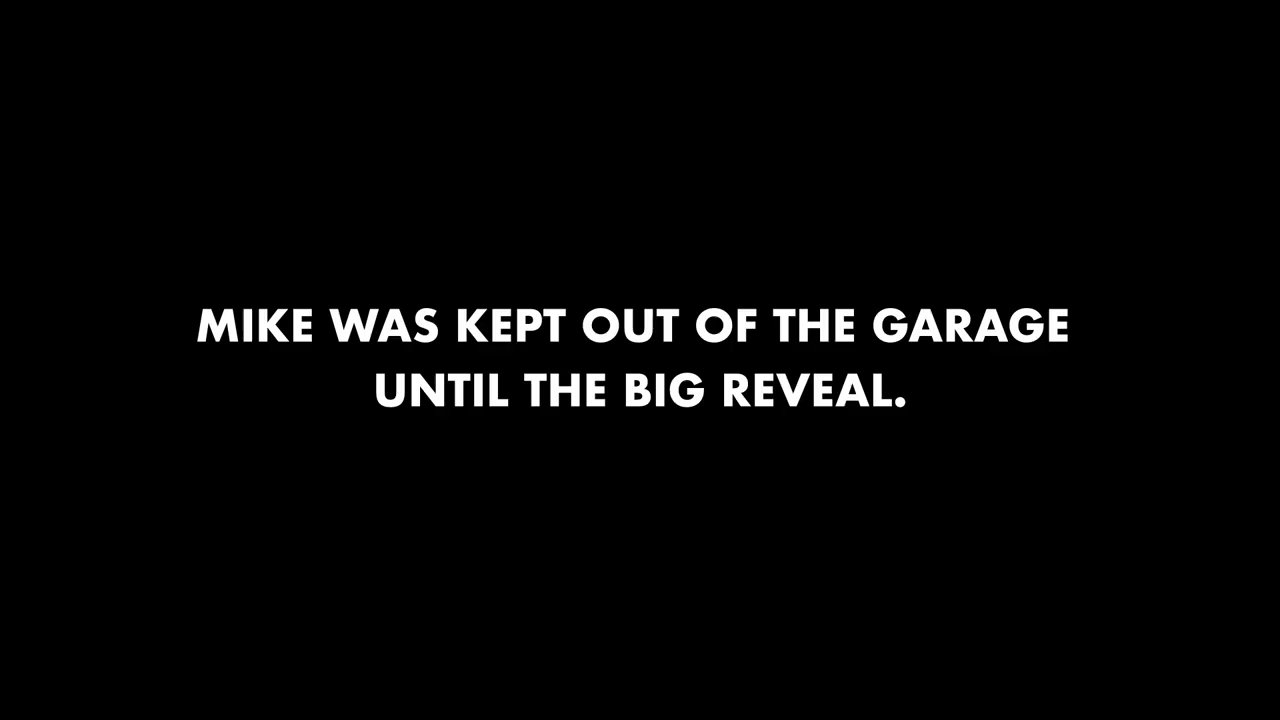 MIKE WAS KEPT OUT OF THE GARAGE
UNTIL THE BIG REVEAL.